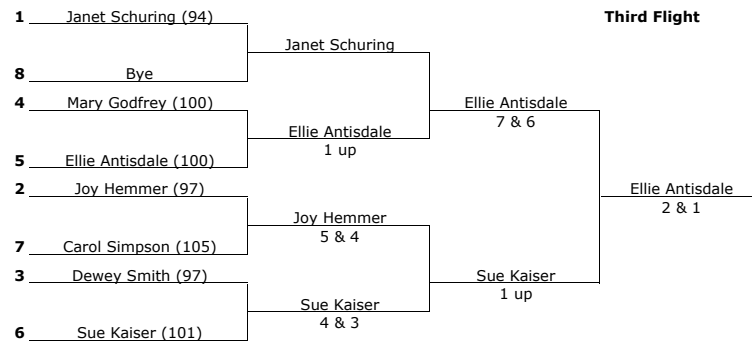 1 Janet Schuring (94)
Third Flight
Janet Schuring
8 Bye
4 Mary Godfrey (100)
Ellie Antisdale
7 & 6
Ellie Antisdale
1 up
5 Ellie Antisdale (100)
2 Joy Hemmer (97)
Ellie Antisdale
2 & 1
Joy Hemmer
5 & 4
7 Carol Simpson (105)
3 Dewey Smith (97)
Sue Kaiser
1 up
Sue Kaiser
4 & 3
6 Sue Kaiser (101)